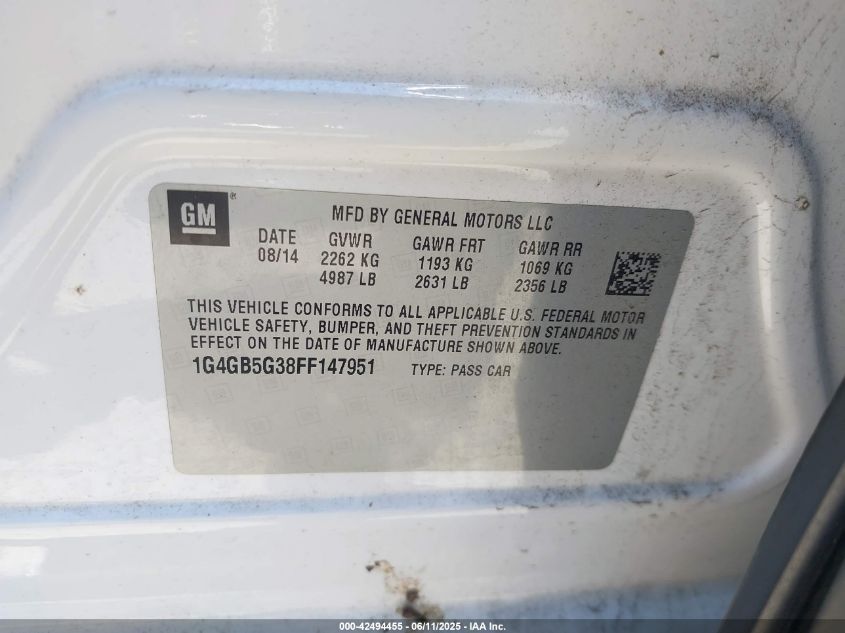 GM ®
MFD BY GENERAL MOTORS LLC
DATE GVWR GAWR FRT GAWR RR
08/14 2262 KG 1193 KG 1069 KG
4987 LB 2631 LB 2356 LB
THIS VEHICLE CONFORMS TO ALL APPLICABLE U.S. FEDERAL MOTOR
VEHICLE SAFETY, BUMPER, AND THEFT PREVENTION STANDARDS IN
EFFECT ON THE DATE OF MANUFACTURE SHOWN ABOVE.
1G4GB5G38FF147951 TYPE: PASS CAR
000-42494455 - 06/11/2025 - IAA Inc.